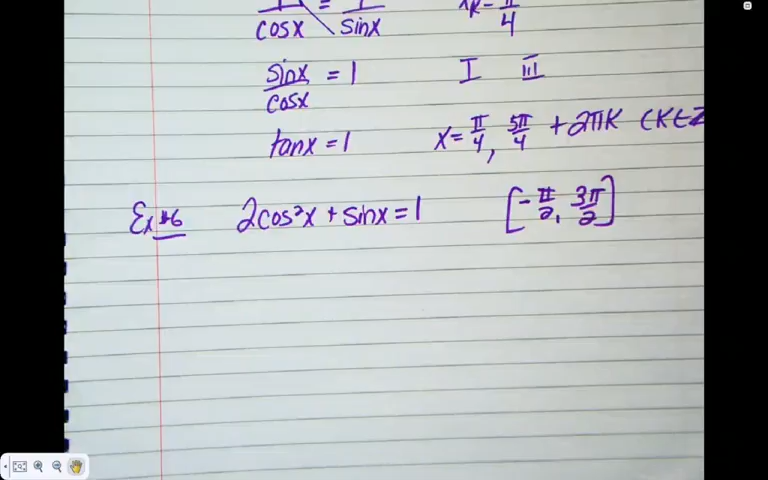 cosx sinx π/4
sinx/cosx = 1 I III
tanx = 1 x = π/4, 5π/4 + 2πK (K∈Z
Ex #6 2cos²x + sinx = 1 [-π/2, 3π/2]